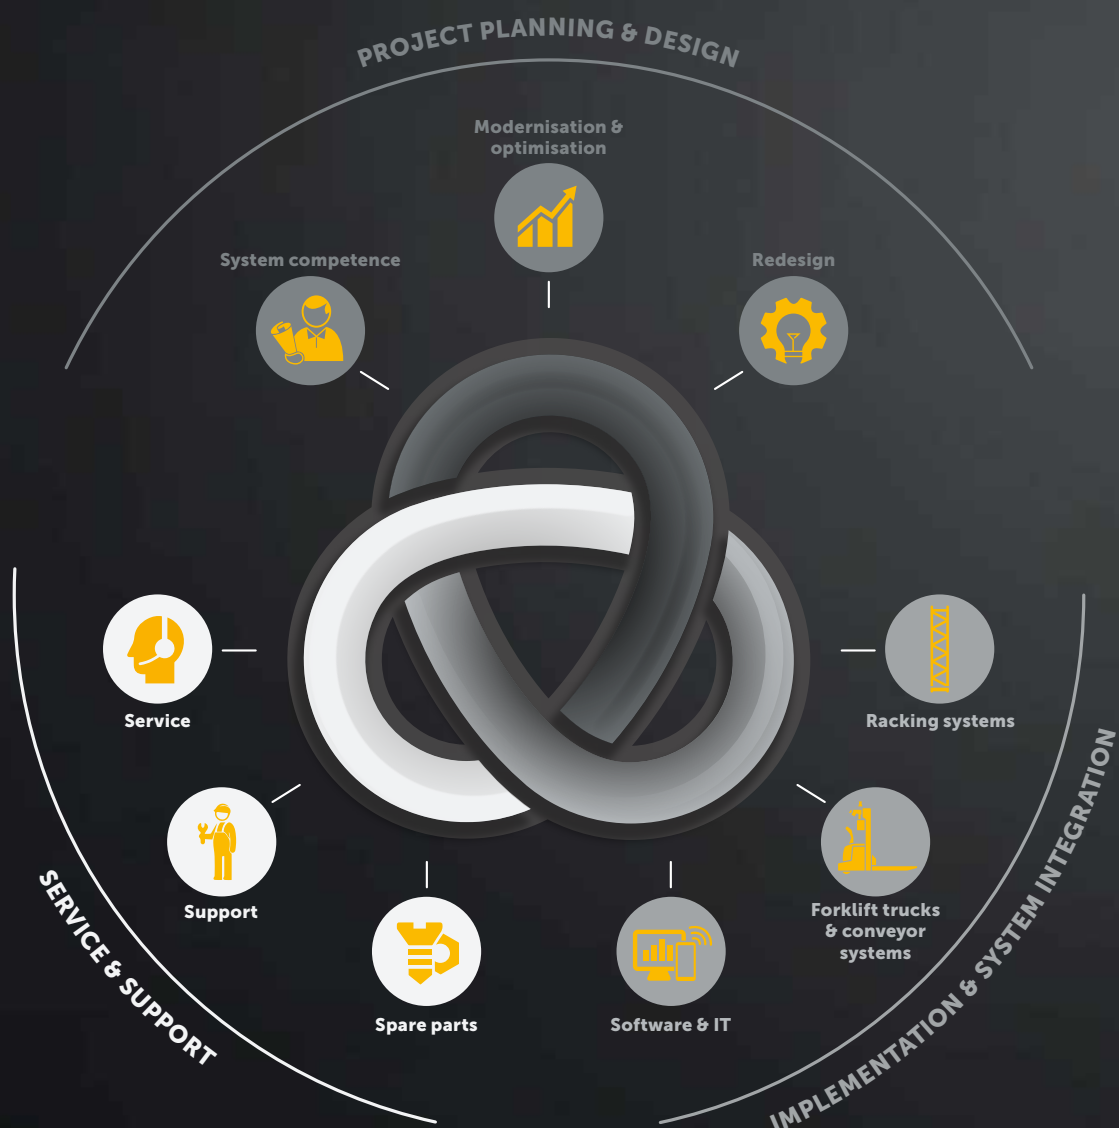 PROJECT PLANNING & DESIGN
Modernisation &
optimisation
System competence
Redesign
Service
Racking systems
Support
Forklift trucks
& conveyor
systems
Spare parts
Software & IT
SERVICE & SUPPORT
IMPLEMENTATION & SYSTEM INTEGRATION